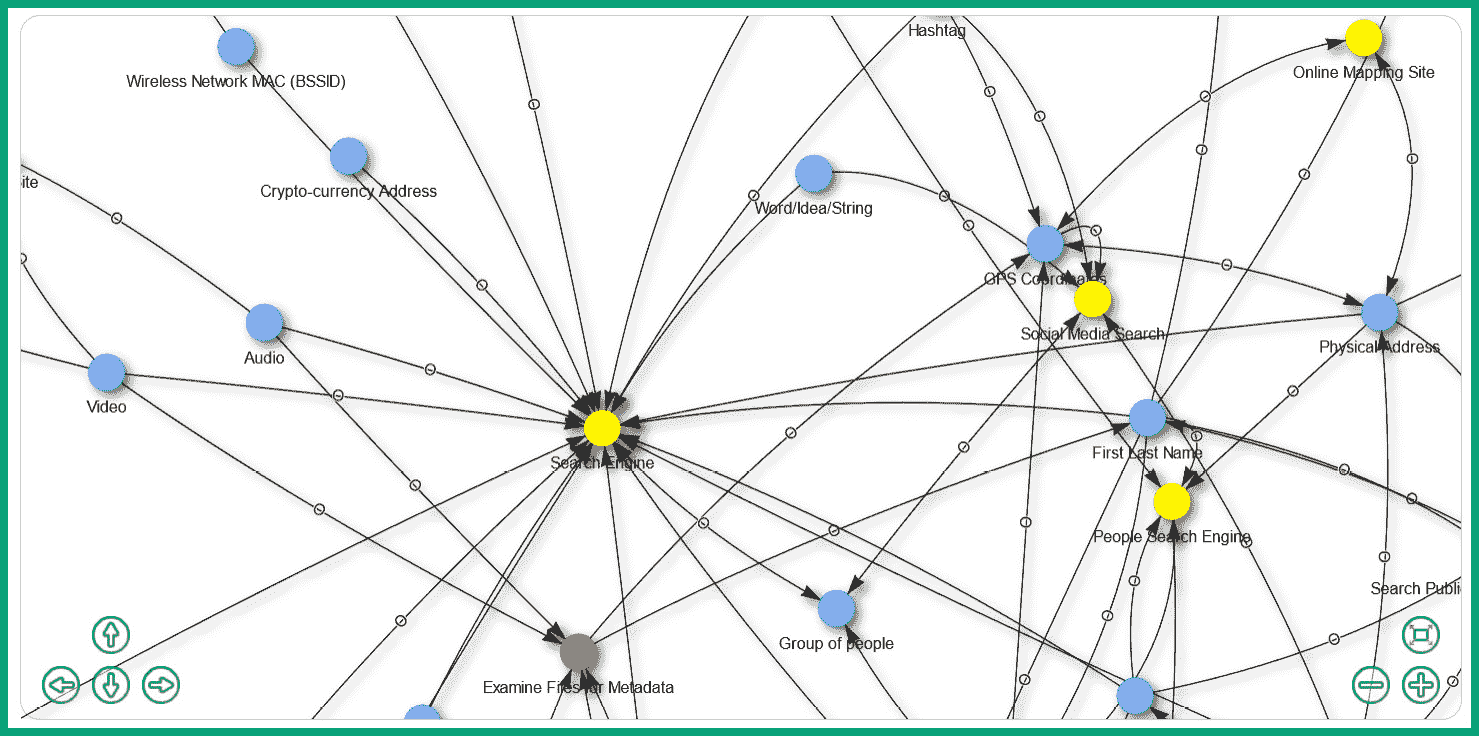 Hashtag
Online Mapping Site
Wireless Network MAC (BSSID)
ite
Crypto-currency Address
Word/Idea/String
GPS Coordinates
Social Media Search
Physical Address
Audio
Video
First Last Name
Search Engine
People Search Engine
Search Publi
Group of people
Examine Files for Metadata